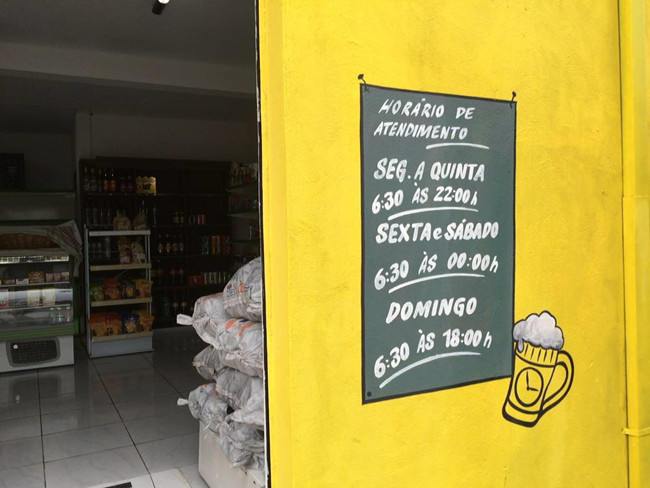 HORÁRIO DE
ATENDIMENTO
SEG. A QUINTA
6:30 ÀS 22:00h
SEXTA e SÁBADO
6:30 ÀS 00:00h
DOMINGO
6:30 ÀS 18:00h